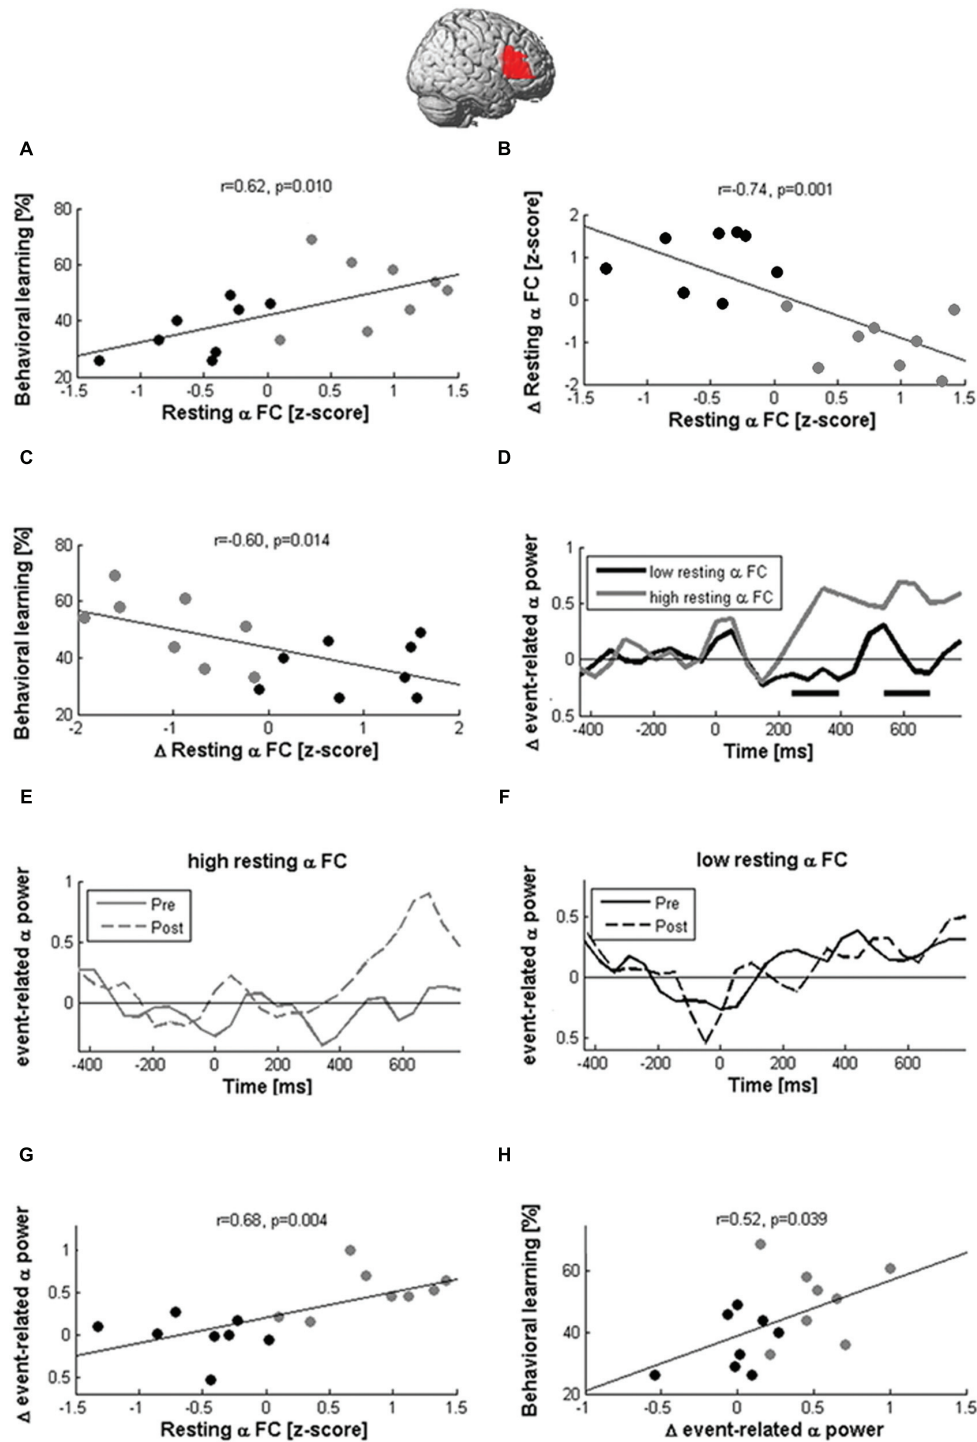 A
r=0.62, p=0.010
Behavioral learning [%]
80
60
40
20
-1 -0.5 0 0.5 1 1.5
Resting α FC [z-score]
B
r=-0.74, p=0.001
Δ Resting α FC [z-score]
2
1
0
-1
-2
-1.5 -1 -0.5 0 0.5 1 1.5
Resting α FC [z-score]
C
r=-0.60, p=0.014
Behavioral learning [%]
80
60
40
20
-2 -1 0 1 2
Δ Resting α FC [z-score]
D
Δ event-related α power
1
0.5
0
0.5
low resting α FC
high resting α FC
-400 -200 0 200 400 600
Time [ms]
E
high resting α FC
event-related α power
1
0.5
0
Pre
Post
-400 -200 0 200 400 600
Time [ms]
F
low resting α FC
event-related α power
0.5
0
0.5
Pre
Post
-400 -200 0 200 400 600
Time [ms]
G
r=0.68, p=0.004
Δ event-related α power
1
0.5
0
0.5
-1.5 -1 -0.5 0 0.5 1 1.5
Resting α FC [z-score]
H
r=0.52, p=0.039
Behavioral learning [%]
60
40
20
-1 -0.5 0 0.5 1 1.5
Δ event-related α power